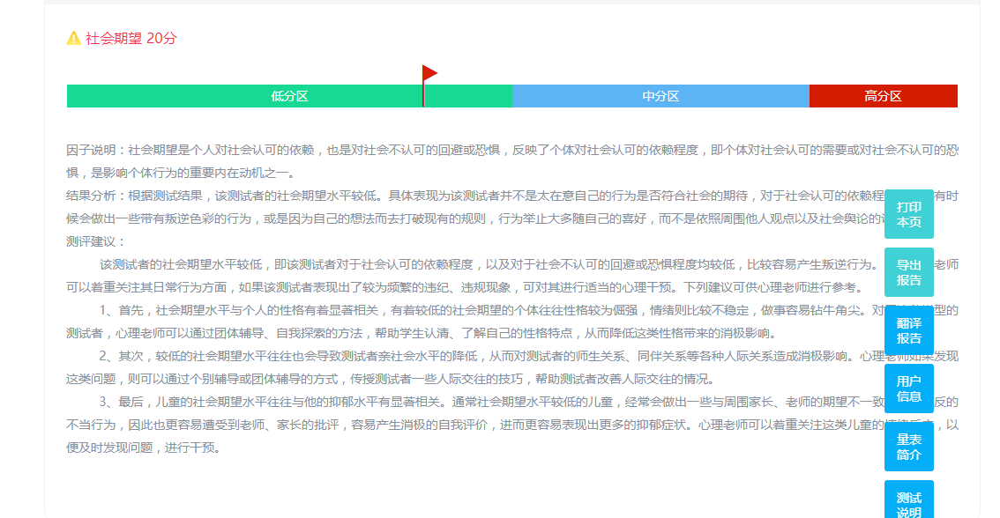 社会期望 20分
低分区 中分区 高分区
因子说明：社会期望是个人对社会认可的依赖，也是对社会不认可的回避或恐惧，反映了个体对社会认可的依赖程度，即个体对社会认可的需要或对社会不认可的恐
惧，是影响个体行为的重要内在动机之一。
结果分析：根据测试结果，该测试者的社会期望水平较低。具体表现为该测试者并不是太在意自己的行为是否符合社会的期待，对于社会认可的依赖程 有时
候会做出一些带有叛逆色彩的行为，或是因为自己的想法而去打破现有的规则，行为举止大多随自己的喜好，而不是依照周围他人观点以及社会舆论的
测评建议：
该测试者的社会期望水平较低，即该测试者对于社会认可的依赖程度，以及对于社会不认可的回避或恐惧程度均较低，比较容易产生叛逆行为。 老师
可以着重关注其日常行为方面，如果该测试者表现出了较为频繁的违纪、违规现象，可对其进行适当的心理干预。下列建议可供心理老师进行参考。
1、首先，社会期望水平与个人的性格有着显著相关，有着较低的社会期望的个体往往性格较为倔强，情绪则比较不稳定，做事容易钻牛角尖。对 型的
测试者，心理老师可以通过团体辅导、自我探索的方法，帮助学生认清、了解自己的性格特点，从而降低这类性格带来的消极影响。
2、其次，较低的社会期望水平往往也会导致测试者亲社会水平的降低，从而对测试者的师生关系、同伴关系等各种人际关系造成消极影响。心理老师如果发现
这类问题，则可以通过个别辅导或团体辅导的方式，传授测试者一些人际交往的技巧，帮助测试者改善人际交往的情况。
3、最后，儿童的社会期望水平往往与他的抑郁水平有显著相关。通常社会期望水平较低的儿童，经常会做出一些与周围家长、老师的期望不一致 反的
不当行为，因此也更容易遭受到老师、家长的批评，容易产生消极的自我评价，进而更容易表现出更多的抑郁症状。心理老师可以着重关注这类儿童的情绪反应，以
便及时发现问题，进行干预。
打印
本页
导出
报告
翻译
报告
用户
信息
量表
简介
测试
说明